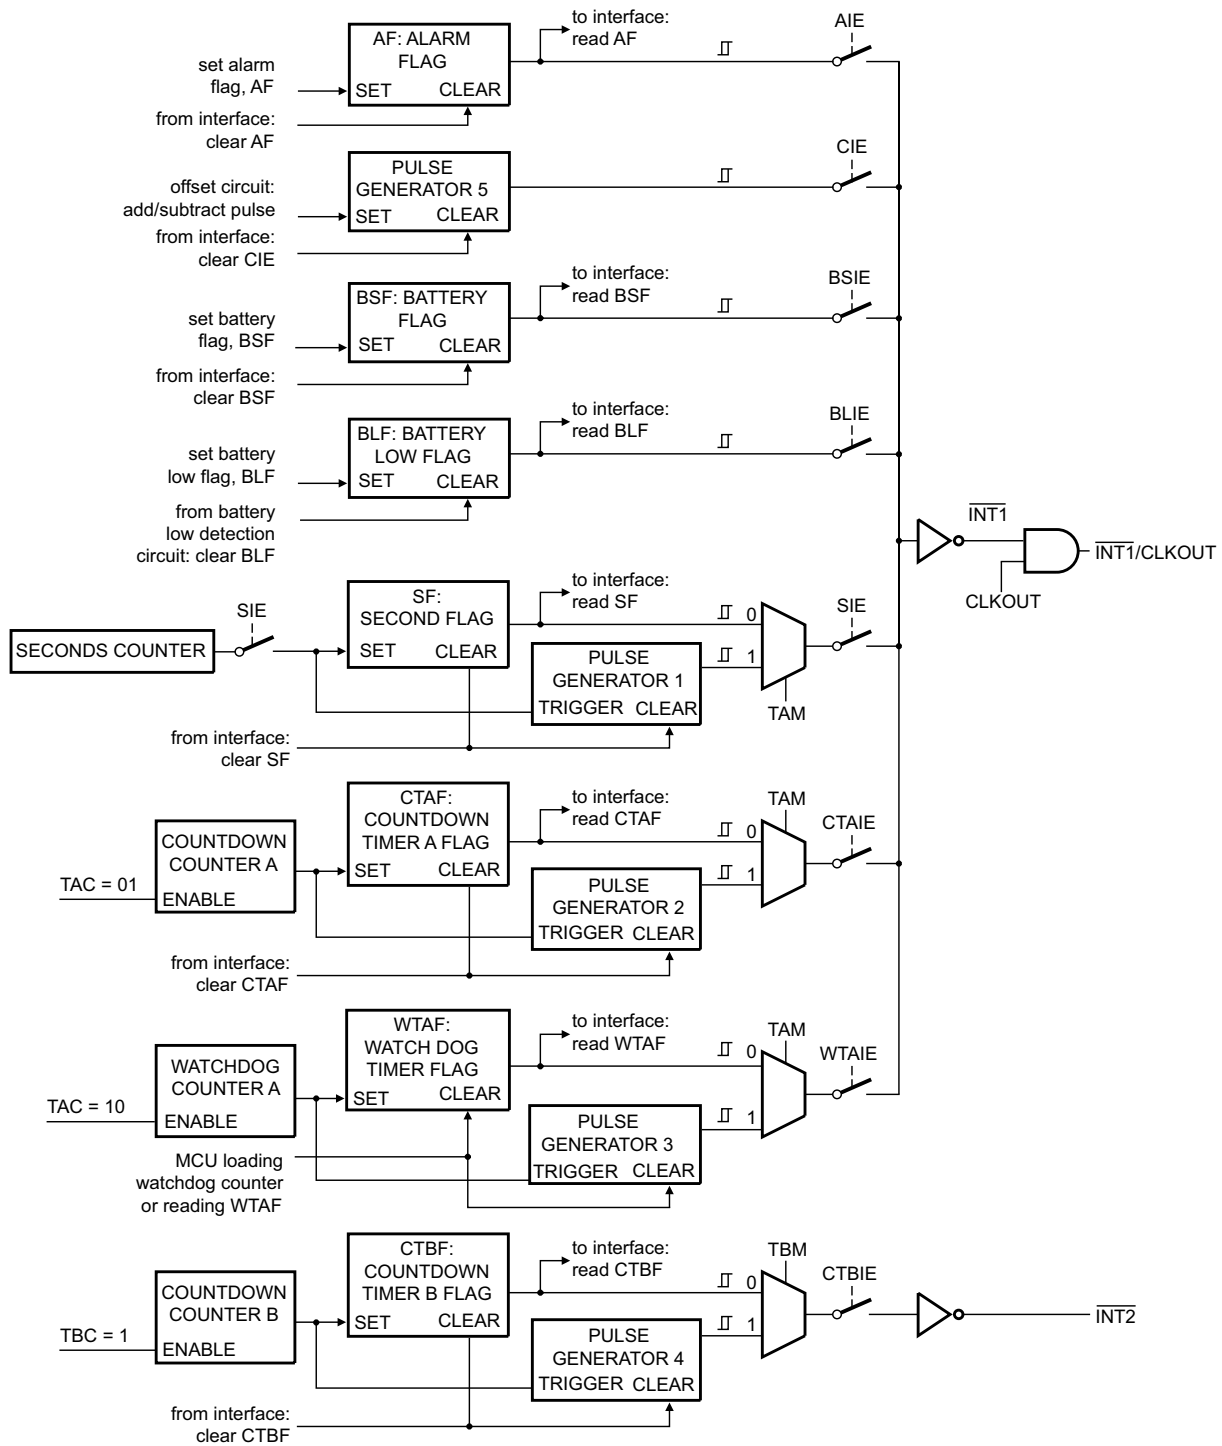 to interface:
read AF
AIE
AF: ALARM
FLAG
set alarm
flag, AF
SET CLEAR
from interface:
clear AF
CIE
PULSE
GENERATOR 5
offset circuit:
add/subtract pulse
SET CLEAR
from interface:
clear CIE
to interface:
read BSF
BSIE
BSF: BATTERY
FLAG
set battery
flag, BSF
SET CLEAR
from interface:
clear BSF
to interface:
read BLF
BLIE
BLF: BATTERY
LOW FLAG
set battery
low flag, BLF
SET CLEAR
from battery
low detection
circuit: clear BLF
INT1
INT1/CLKOUT
CLKOUT
to interface:
read SF
SF:
SECOND FLAG
SIE
0
SIE
SECONDS COUNTER
SET CLEAR
PULSE
GENERATOR 1
1
TRIGGER CLEAR
TAM
from interface:
clear SF
to interface:
read CTAF
TAM
CTAF:
COUNTDOWN
TIMER A FLAG
0
CTAIE
COUNTDOWN
COUNTER A
SET CLEAR
TAC = 01
ENABLE
PULSE
GENERATOR 2
1
TRIGGER CLEAR
from interface:
clear CTAF
to interface:
read WTAF
TAM
WTAF:
WATCH DOG
TIMER FLAG
0
WTAIE
WATCHDOG
COUNTER A
SET CLEAR
TAC = 10
ENABLE
PULSE
GENERATOR 3
1
TRIGGER CLEAR
MCU loading
watchdog counter
or reading WTAF
to interface:
read CTBF
TBM
CTBF:
COUNTDOWN
TIMER B FLAG
0
CTBIE
COUNTDOWN
COUNTER B
SET CLEAR
INT2
TBC = 1
ENABLE
PULSE
GENERATOR 4
1
TRIGGER CLEAR
from interface:
clear CTBF